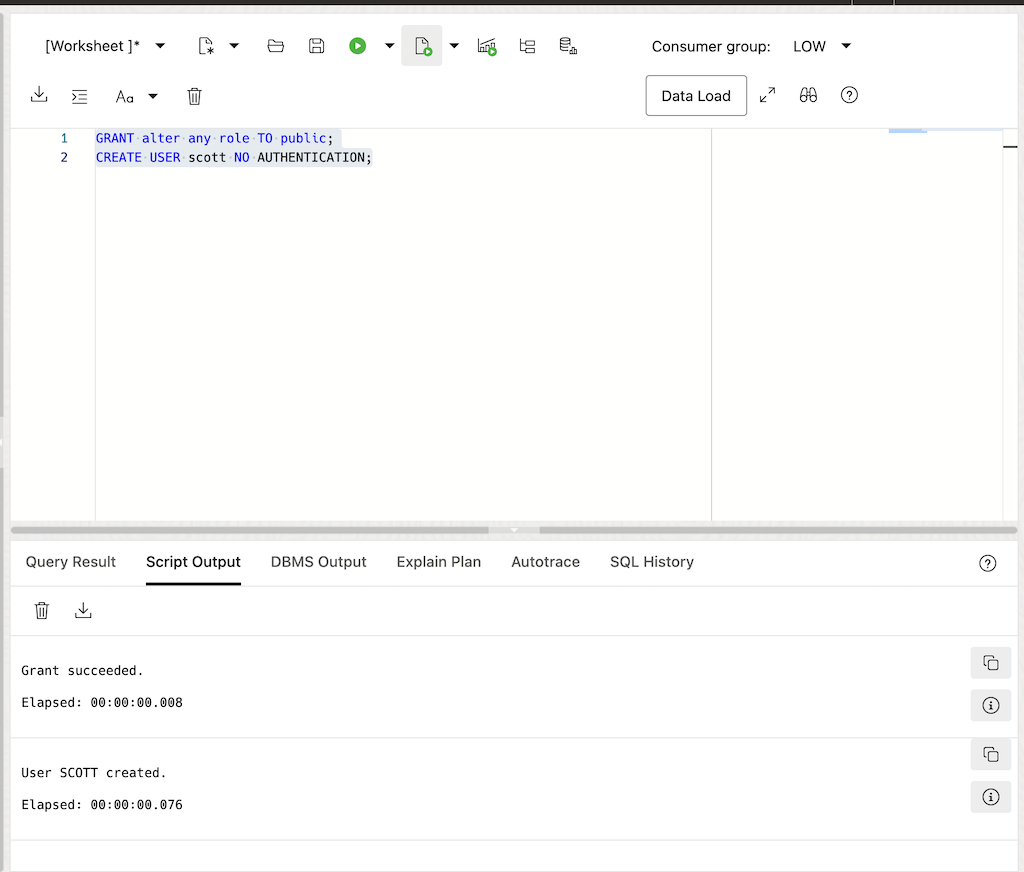 [Worksheet ]*
Consumer group: LOW
Aa
Data Load
1 GRANT alter any role TO public;
2 CREATE USER scott NO AUTHENTICATION;
Query Result Script Output DBMS Output Explain Plan Autotrace SQL History
Grant succeeded.
Elapsed: 00:00:00.008
User SCOTT created.
Elapsed: 00:00:00.076